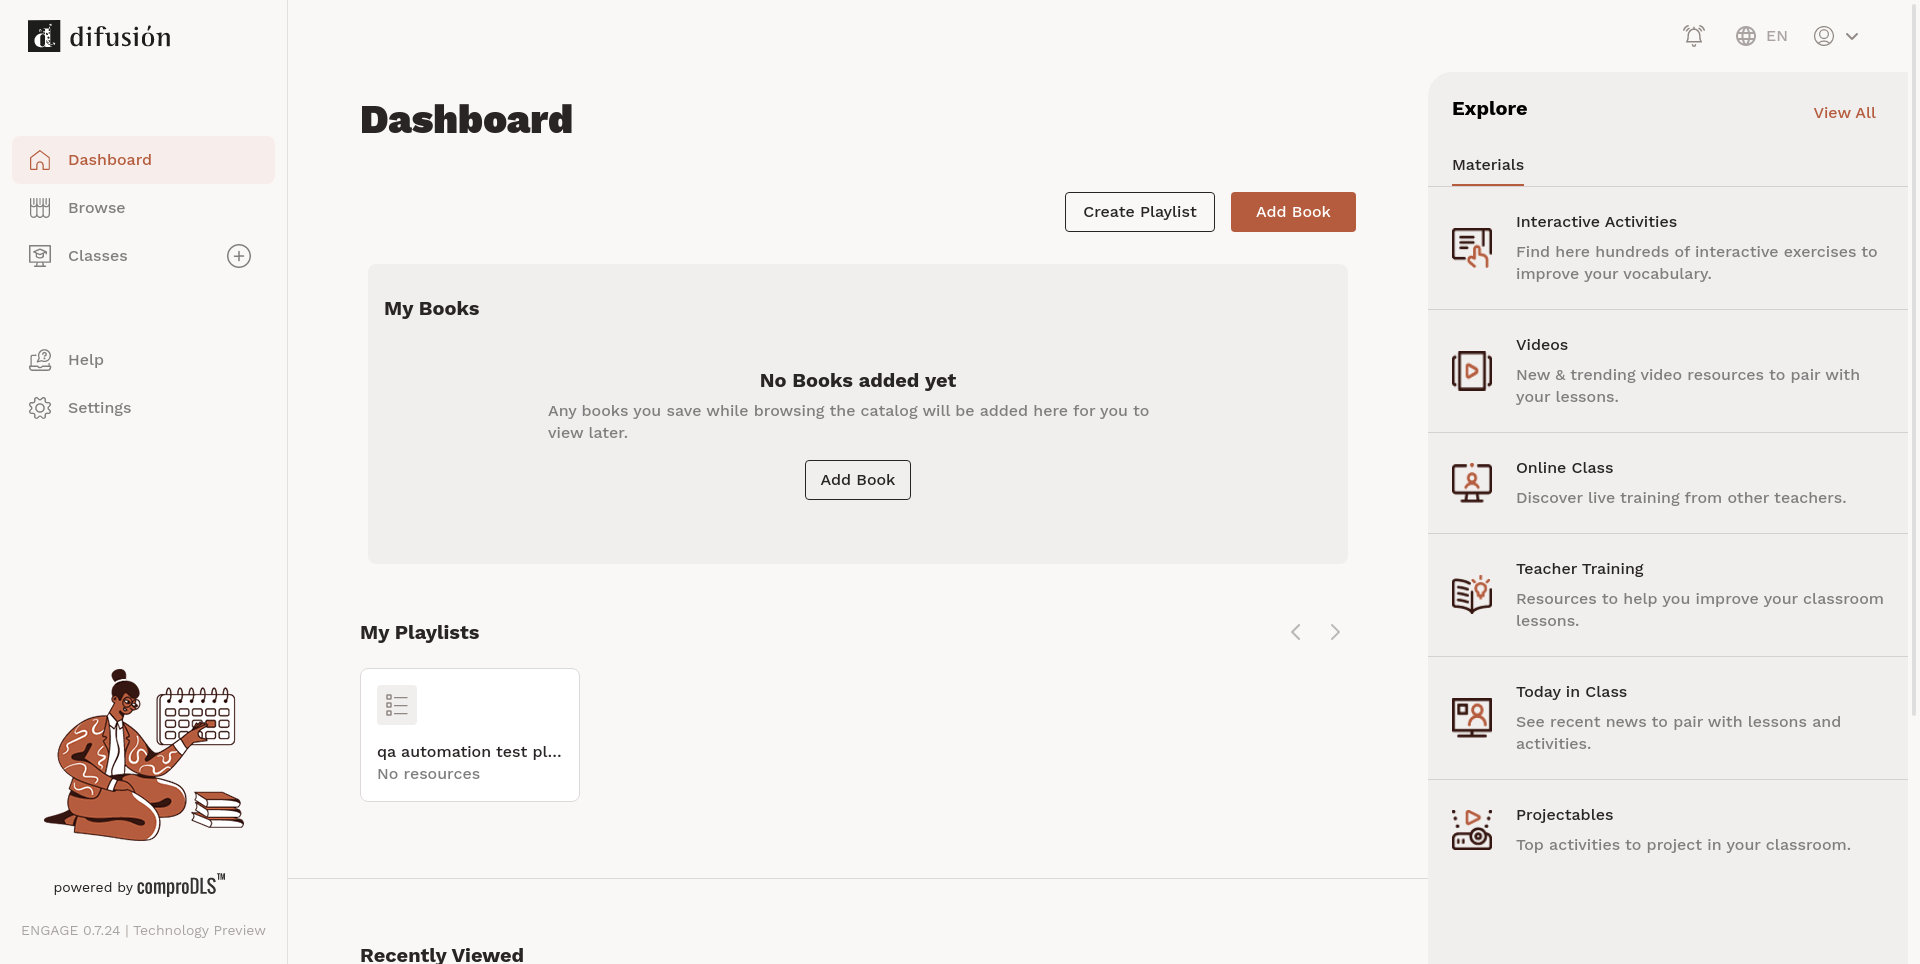 difusión
Dashboard
Browse
Classes
Help
Settings
powered by comproDLS™
ENGAGE 0.7.24 | Technology Preview
EN
Dashboard
Create Playlist
Add Book
My Books
No Books added yet
Any books you save while browsing the catalog will be added here for you to
view later.
Add Book
My Playlists
qa automation test pl...
No resources
Recently Viewed
Explore
View All
Materials
Interactive Activities
Find here hundreds of interactive exercises to
improve your vocabulary.
Videos
New & trending video resources to pair with
your lessons.
Online Class
Discover live training from other teachers.
Teacher Training
Resources to help you improve your classroom
lessons.
Today in Class
See recent news to pair with lessons and
activities.
Projectables
Top activities to project in your classroom.